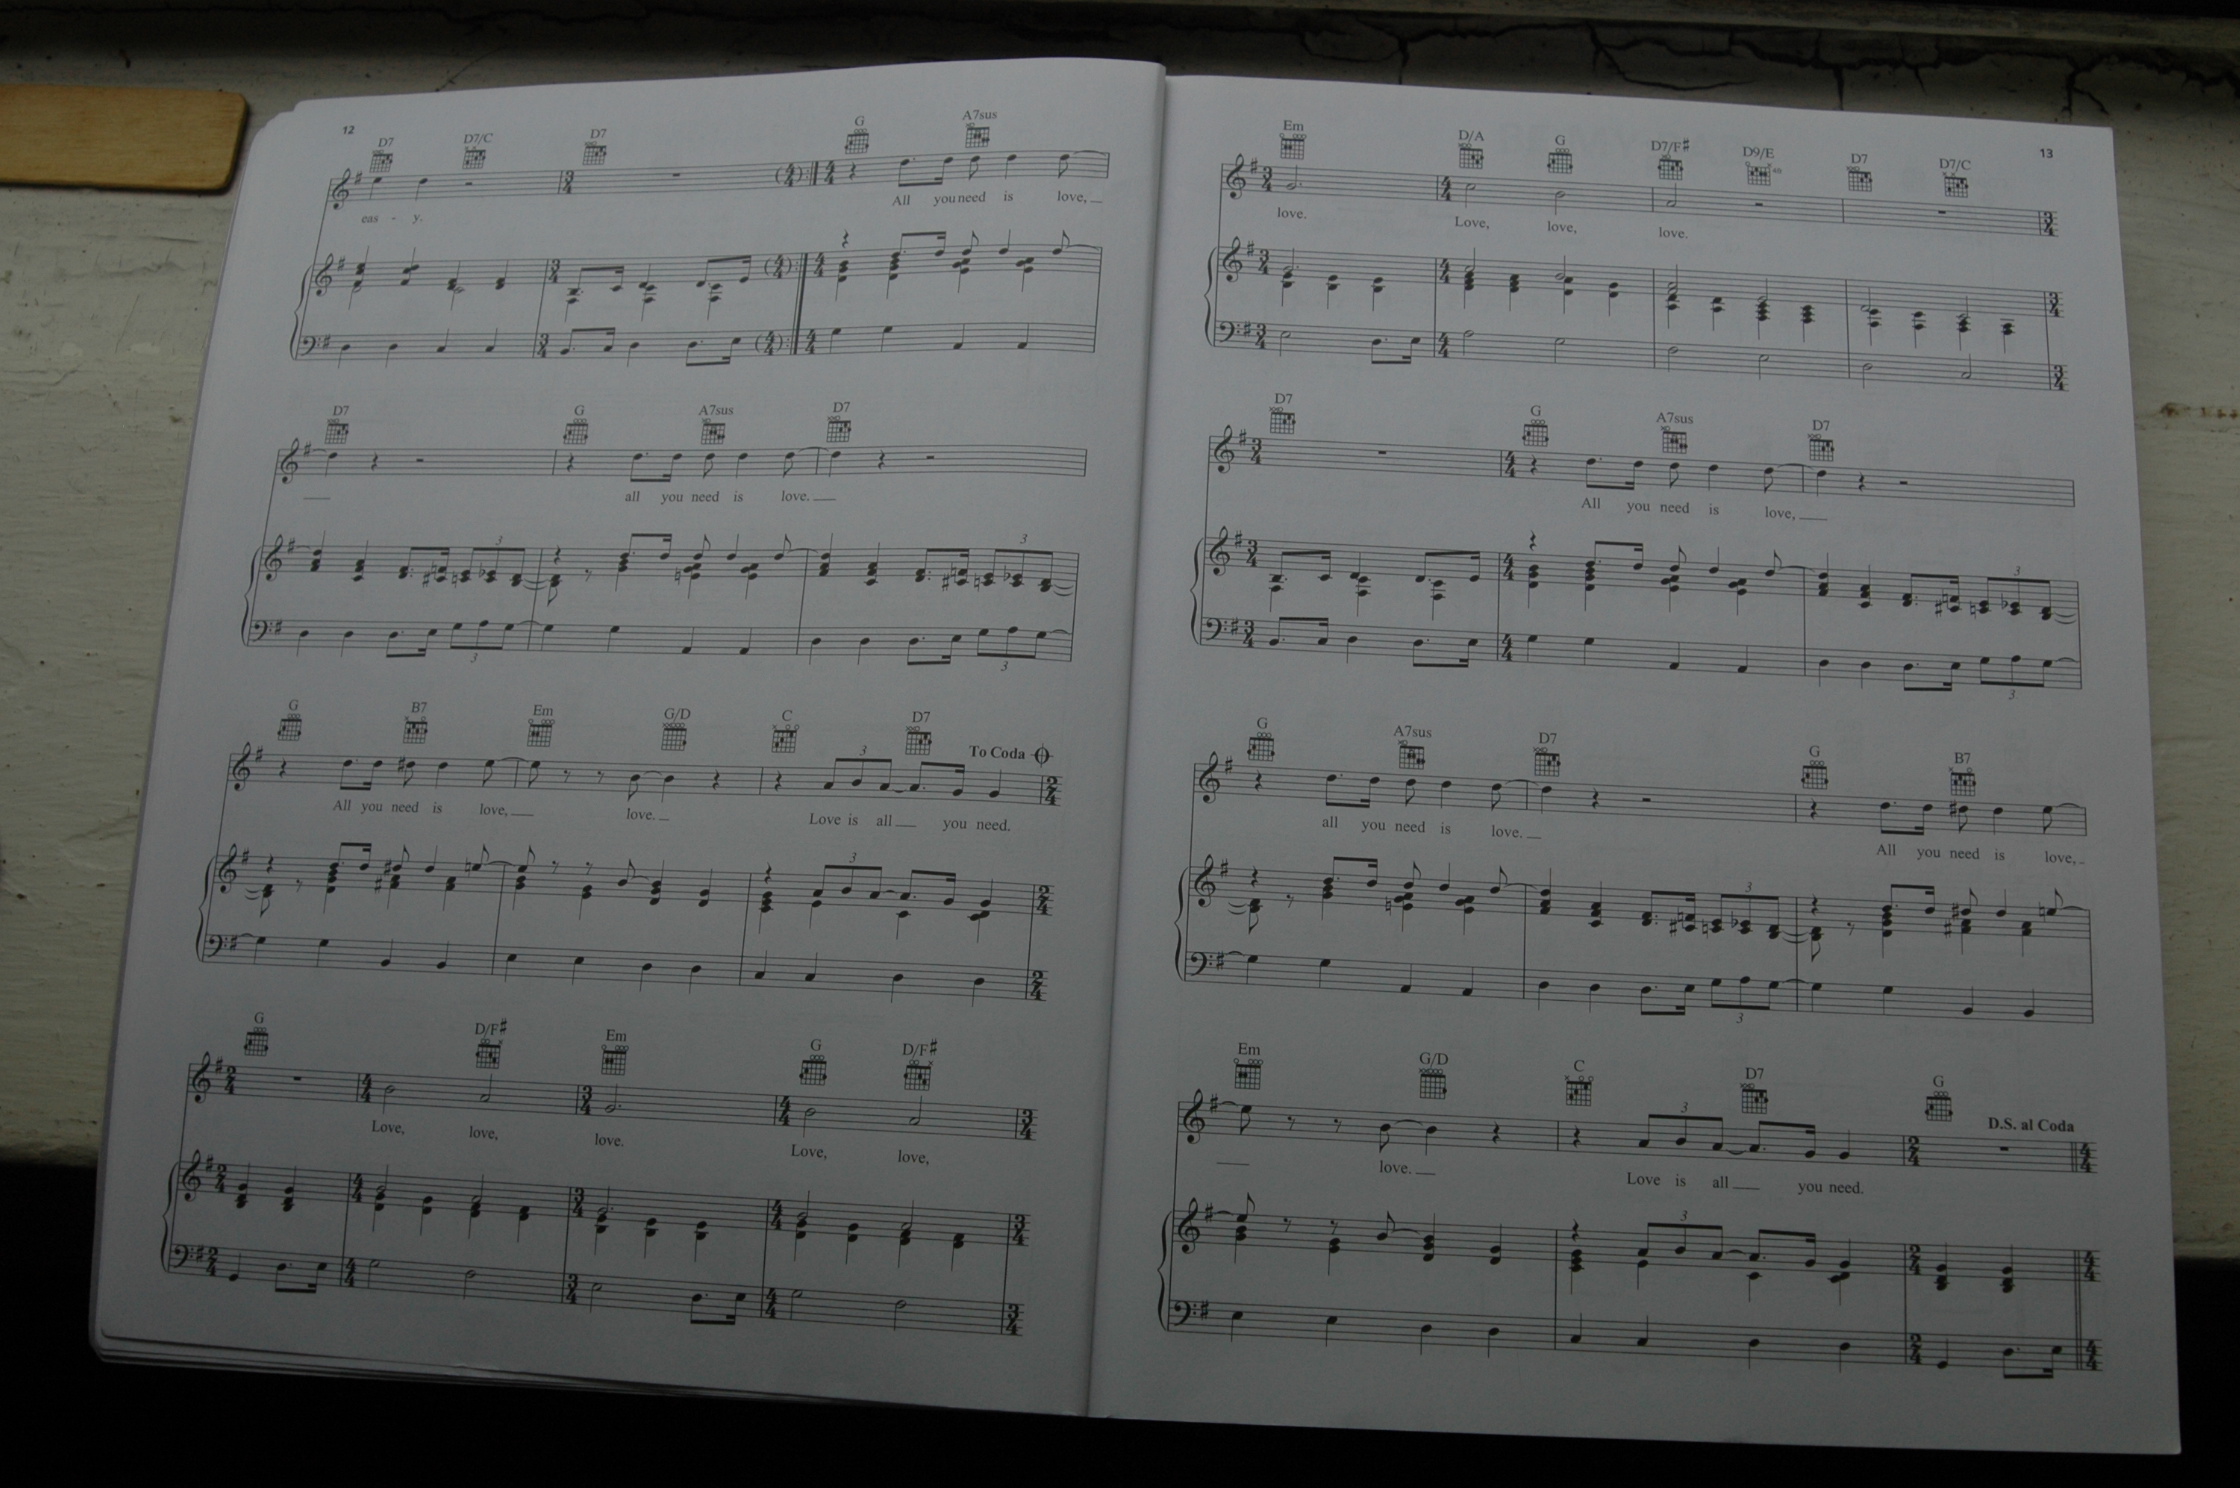 12
D7 D7/C D7 G A7sus
eas - y. All you need is love,
D7 G A7sus D7
all you need is love.
G B7 Em G/D C D7 To Coda
All you need is love, love. Love is all you need.
G D/F# Em G D/F#
Love, love, love. Love, love,
13
Em D/A G D7/F# D9/E D7 D7/C
love. Love, love, love.
D7 G A7sus D7
All you need is love,
G A7sus D7 G B7
all you need is love. All you need is love,
Em G/D C D7 G D.S. al Coda
love. Love is all you need.